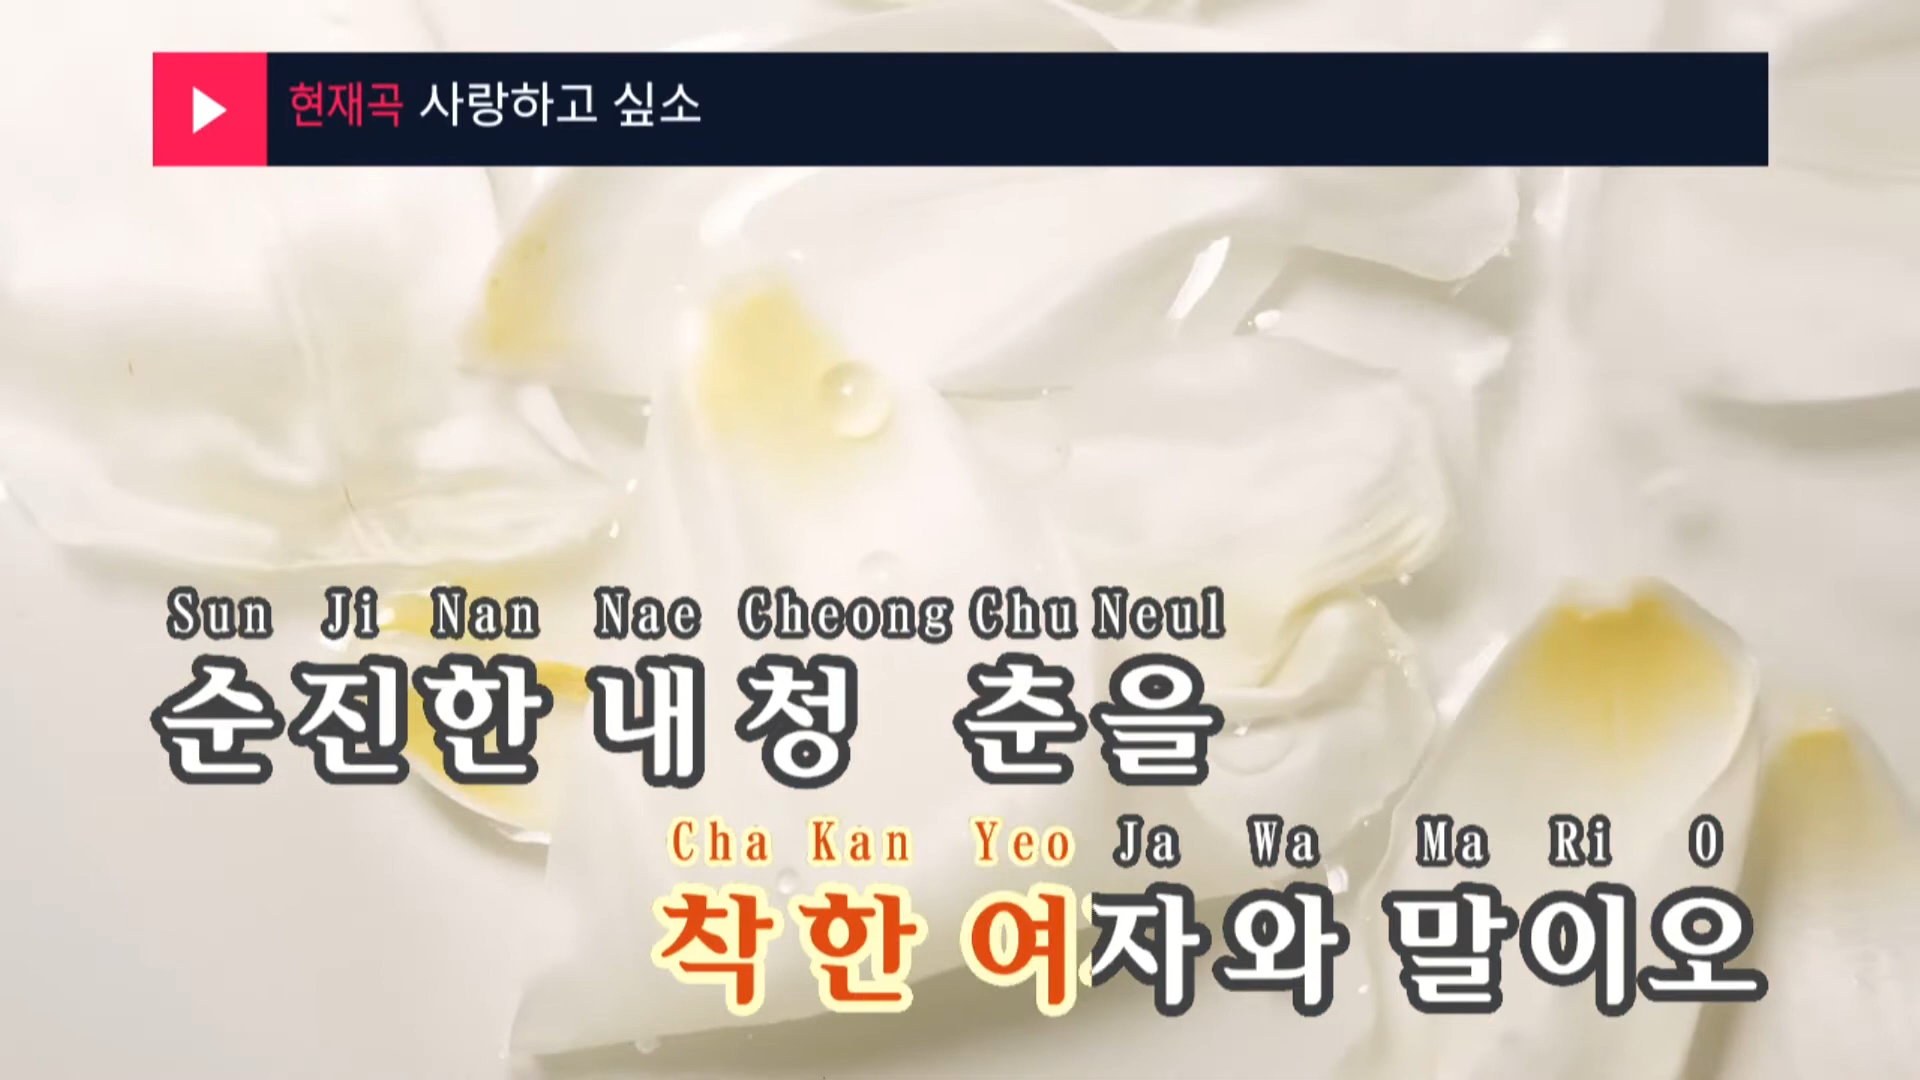 현재곡 사랑하고 싶소
Sun Ji Nan Nae Cheong Chu Neul
순진한 내 청 춘을
Cha Kan Yeo Ja Wa Ma Ri O
착한 여자와 말이오